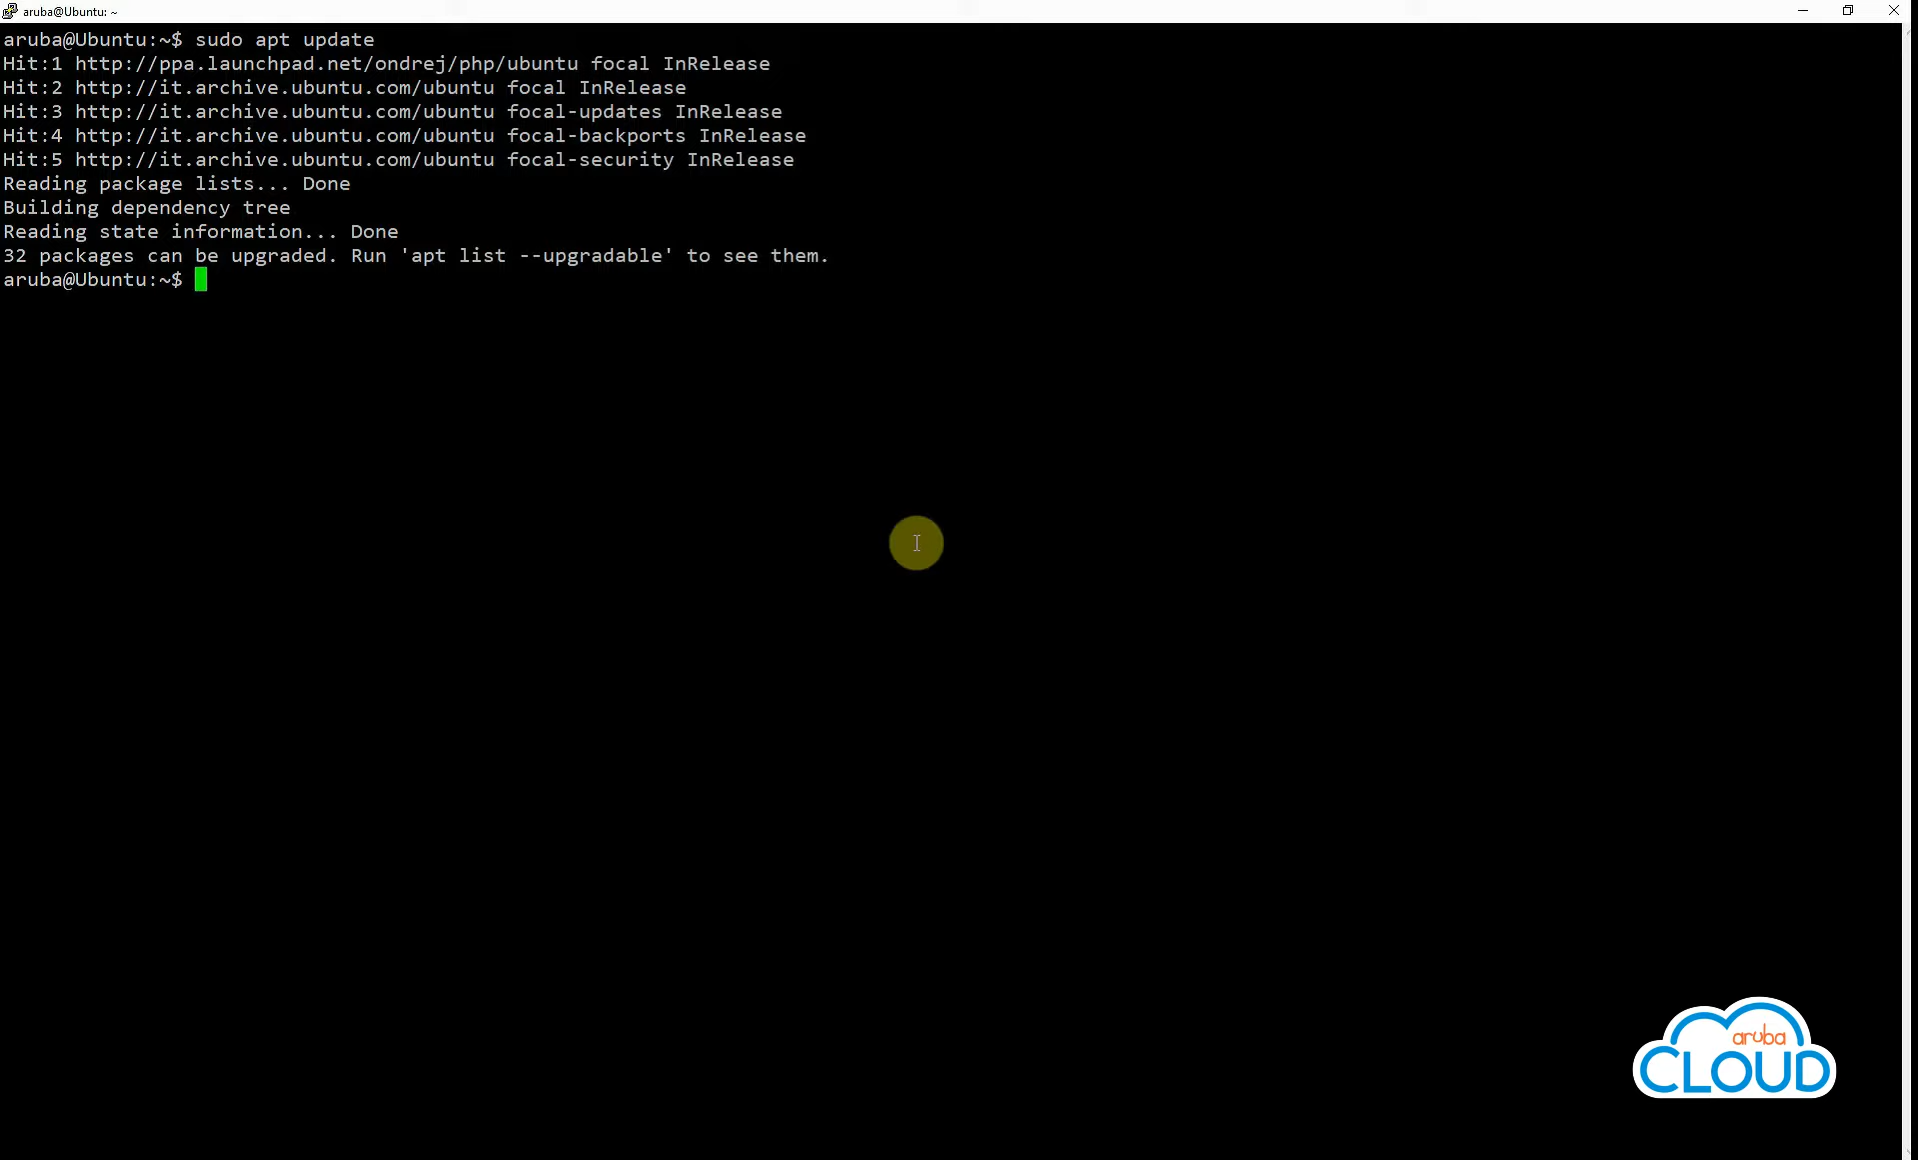 aruba@Ubuntu: ~
aruba@Ubuntu:~$ sudo apt update
Hit:1 http://ppa.launchpad.net/ondrej/php/ubuntu focal InRelease
Hit:2 http://it.archive.ubuntu.com/ubuntu focal InRelease
Hit:3 http://it.archive.ubuntu.com/ubuntu focal-updates InRelease
Hit:4 http://it.archive.ubuntu.com/ubuntu focal-backports InRelease
Hit:5 http://it.archive.ubuntu.com/ubuntu focal-security InRelease
Reading package lists... Done
Building dependency tree
Reading state information... Done
32 packages can be upgraded. Run 'apt list --upgradable' to see them.
aruba@Ubuntu:~$
aruba
CLOUD